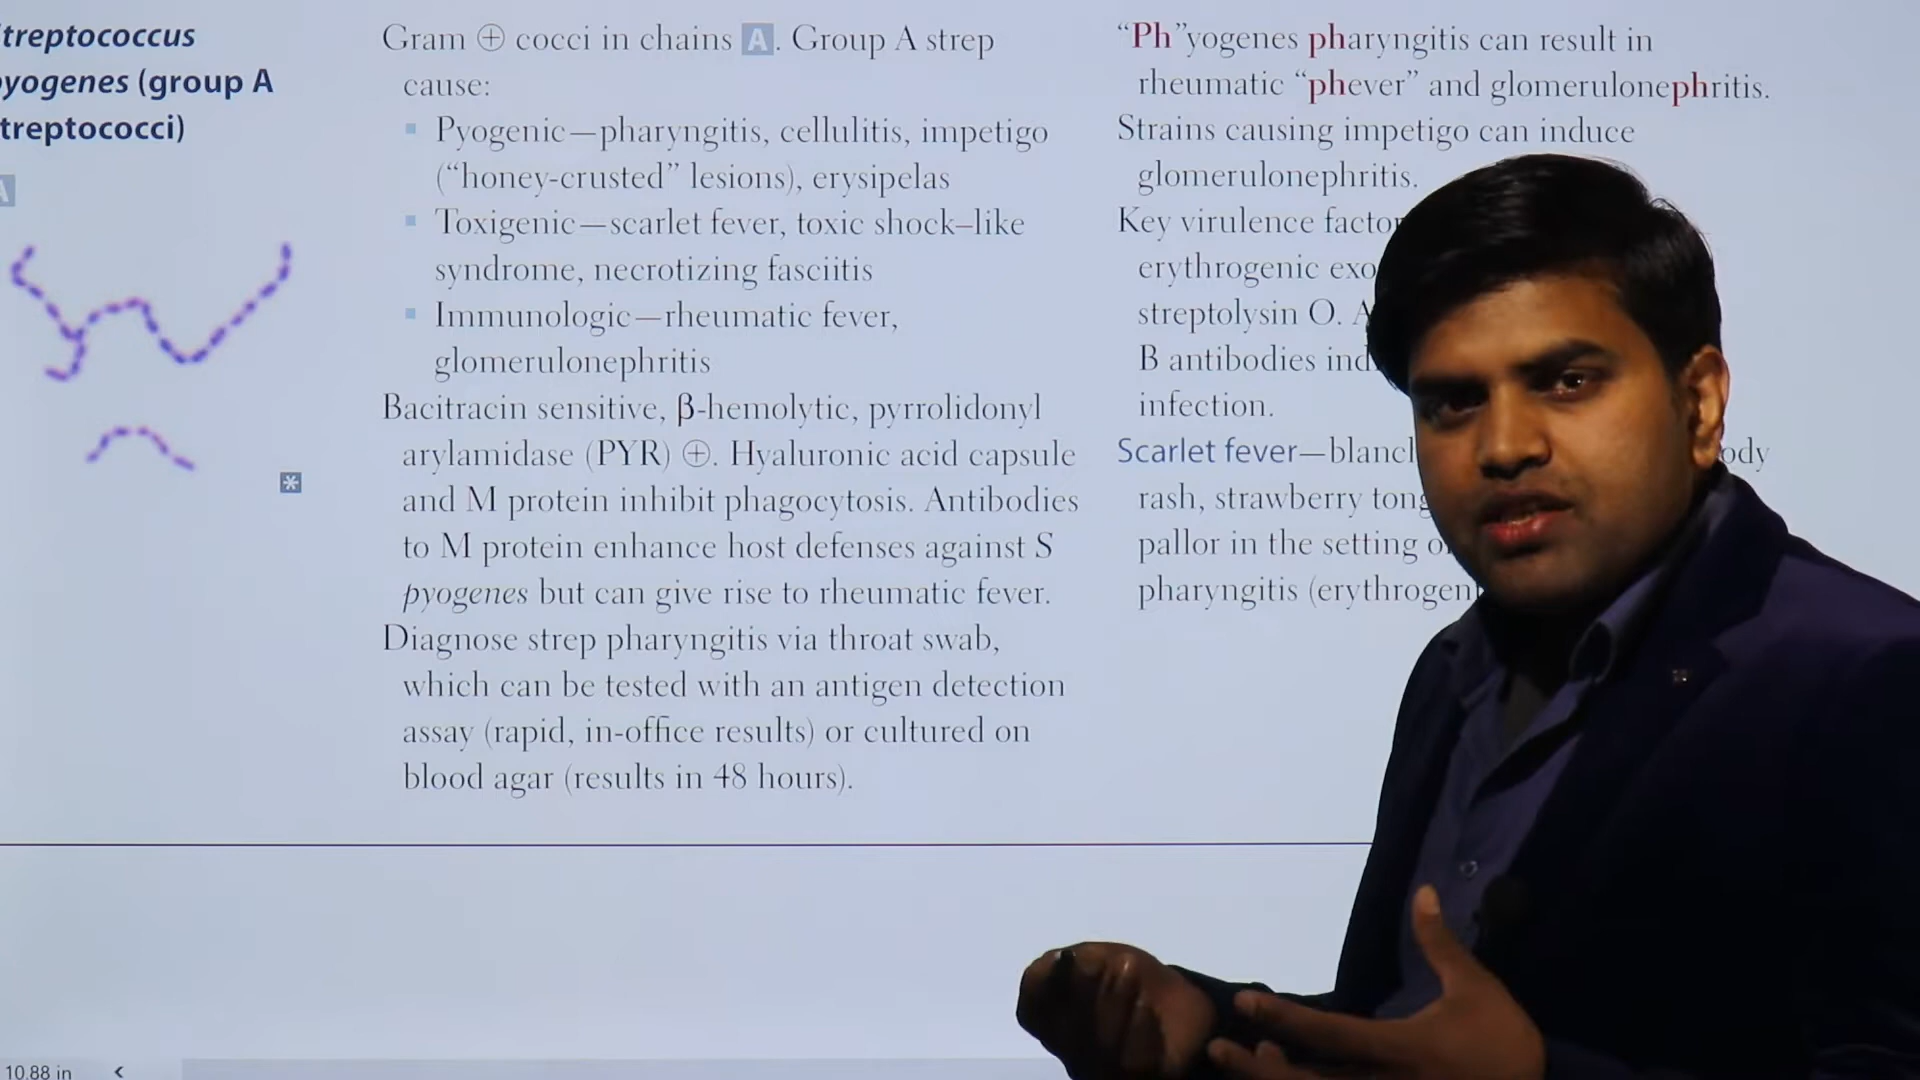 treptococcus
yogenes (group A
treptococci)
A
Gram ⊕ cocci in chains A. Group A strep
cause:
▪ Pyogenic—pharyngitis, cellulitis, impetigo
(“honey-crusted” lesions), erysipelas
▪ Toxigenic—scarlet fever, toxic shock–like
syndrome, necrotizing fasciitis
▪ Immunologic—rheumatic fever,
glomerulonephritis
Bacitracin sensitive, β-hemolytic, pyrrolidonyl
arylamidase (PYR) ⊕. Hyaluronic acid capsule
and M protein inhibit phagocytosis. Antibodies
to M protein enhance host defenses against S
pyogenes but can give rise to rheumatic fever.
Diagnose strep pharyngitis via throat swab,
which can be tested with an antigen detection
assay (rapid, in-office results) or cultured on
blood agar (results in 48 hours).
“Ph”yogenes pharyngitis can result in
rheumatic “phever” and glomerulonephritis.
Strains causing impetigo can induce
glomerulonephritis.
Key virulence factor
erythrogenic exo
streptolysin O. A
B antibodies ind
infection.
Scarlet fever—blanc ody
rash, strawberry tong
pallor in the setting o
pharyngitis (erythrogen
10.88 in <